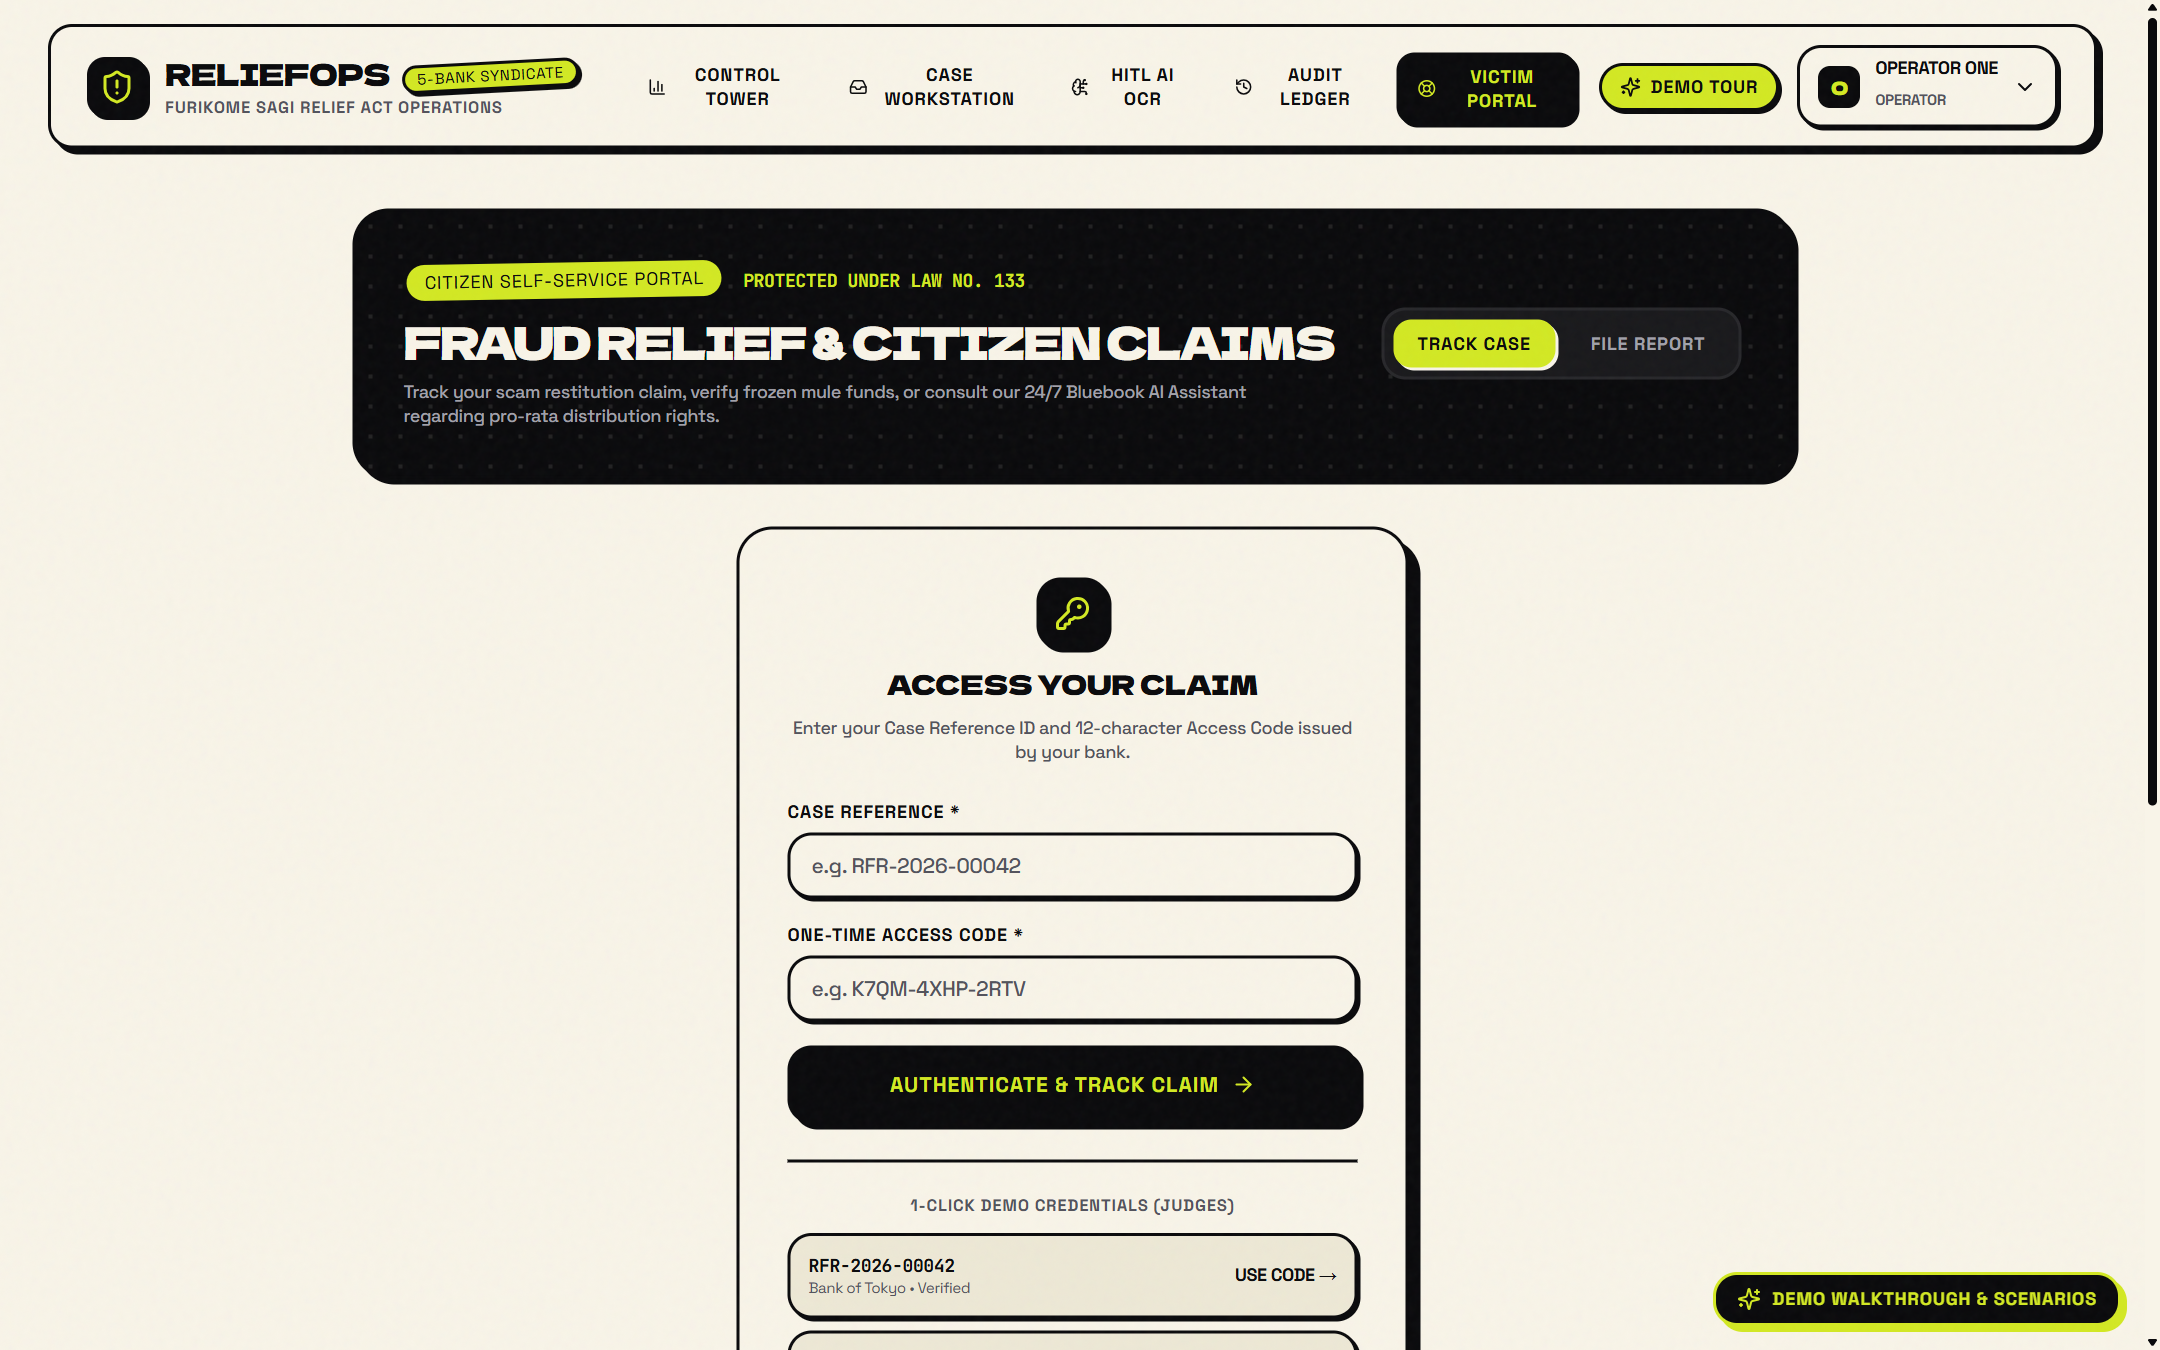 RELIEFOPS
5-BANK SYNDICATE
FURIKOME SAGI RELIEF ACT OPERATIONS
CONTROL
TOWER
CASE
WORKSTATION
HITL AI
OCR
AUDIT
LEDGER
VICTIM
PORTAL
DEMO TOUR
O
OPERATOR ONE
OPERATOR
CITIZEN SELF-SERVICE PORTAL
PROTECTED UNDER LAW NO. 133
FRAUD RELIEF & CITIZEN CLAIMS
Track your scam restitution claim, verify frozen mule funds, or consult our 24/7 Bluebook AI Assistant
regarding pro-rata distribution rights.
TRACK CASE
FILE REPORT
ACCESS YOUR CLAIM
Enter your Case Reference ID and 12-character Access Code issued
by your bank.
CASE REFERENCE *
e.g. RFR-2026-00042
ONE-TIME ACCESS CODE *
e.g. K7QM-4XHP-2RTV
AUTHENTICATE & TRACK CLAIM →
1-CLICK DEMO CREDENTIALS (JUDGES)
RFR-2026-00042
Bank of Tokyo • Verified
USE CODE →
DEMO WALKTHROUGH & SCENARIOS